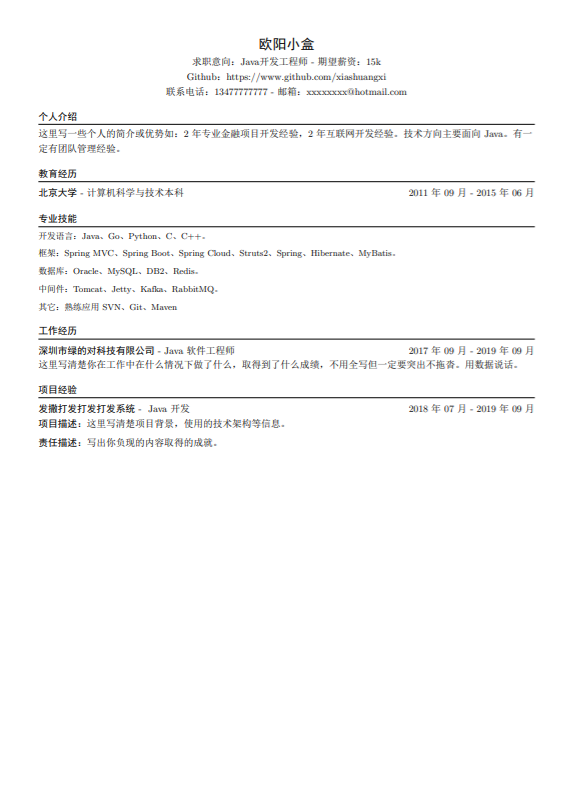 欧阳小盒
求职意向：Java开发工程师 - 期望薪资：15k
Github：https://www.github.com/xiashuangxi
联系电话：13477777777 - 邮箱：xxxxxxxx@hotmail.com
个人介绍
这里写一些个人的简介或优势如：2 年专业金融项目开发经验，2 年互联网开发经验。技术方向主要面向 Java。有一
定有团队管理经验。
教育经历
北京大学 - 计算机科学与技术本科 2011 年 09 月 - 2015 年 06 月
专业技能
开发语言：Java、Go、Python、C、C++。
框架：Spring MVC、Spring Boot、Spring Cloud、Struts2、Spring、Hibernate、MyBatis。
数据库：Oracle、MySQL、DB2、Redis。
中间件：Tomcat、Jetty、Kafka、RabbitMQ。
其它：熟练应用 SVN、Git、Maven
工作经历
深圳市绿的对科技有限公司 - Java 软件工程师 2017 年 09 月 - 2019 年 09 月
这里写清楚你在工作中在什么情况下做了什么，取得到了什么成绩，不用全写但一定要突出不拖沓。用数据说话。
项目经验
发撒打发打发打发系统 - Java 开发 2018 年 07 月 - 2019 年 09 月
项目描述：这里写清楚项目背景，使用的技术架构等信息。
责任描述：写出你负现的内容取得的成就。